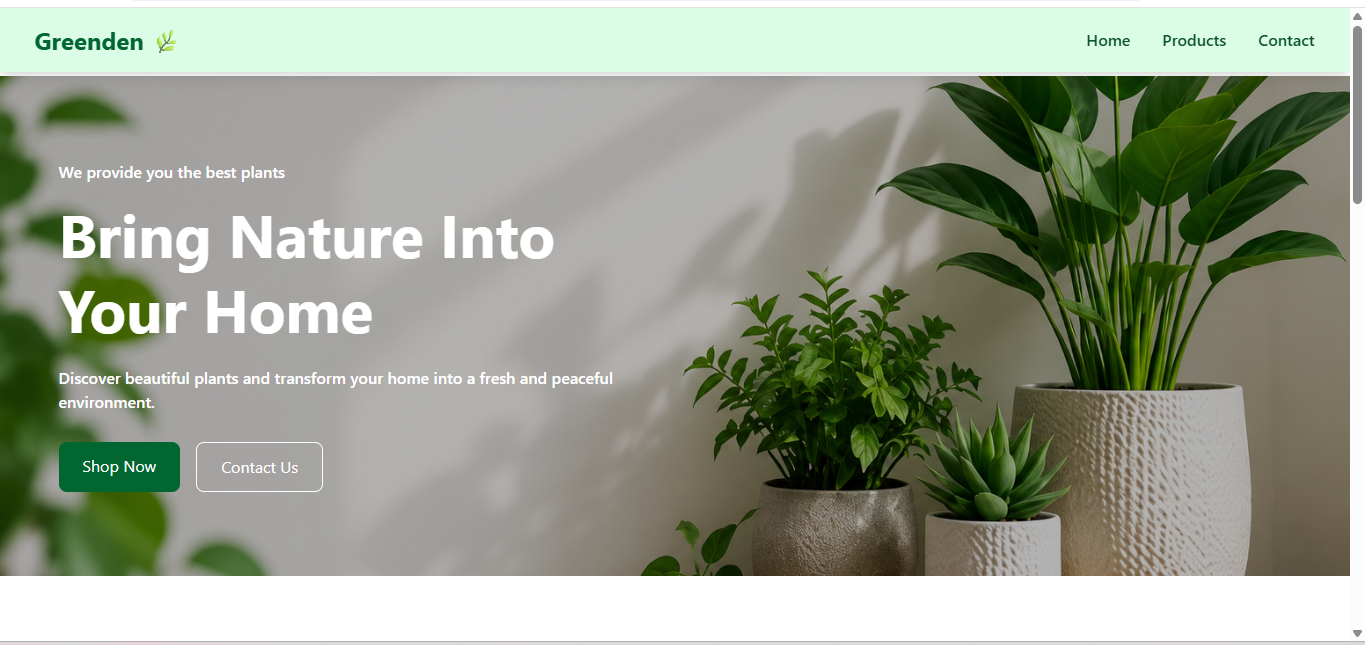 Greenden 🌿
Home Products Contact
We provide you the best plants
Bring Nature Into
Your Home
Discover beautiful plants and transform your home into a fresh and peaceful
environment.
Shop Now
Contact Us